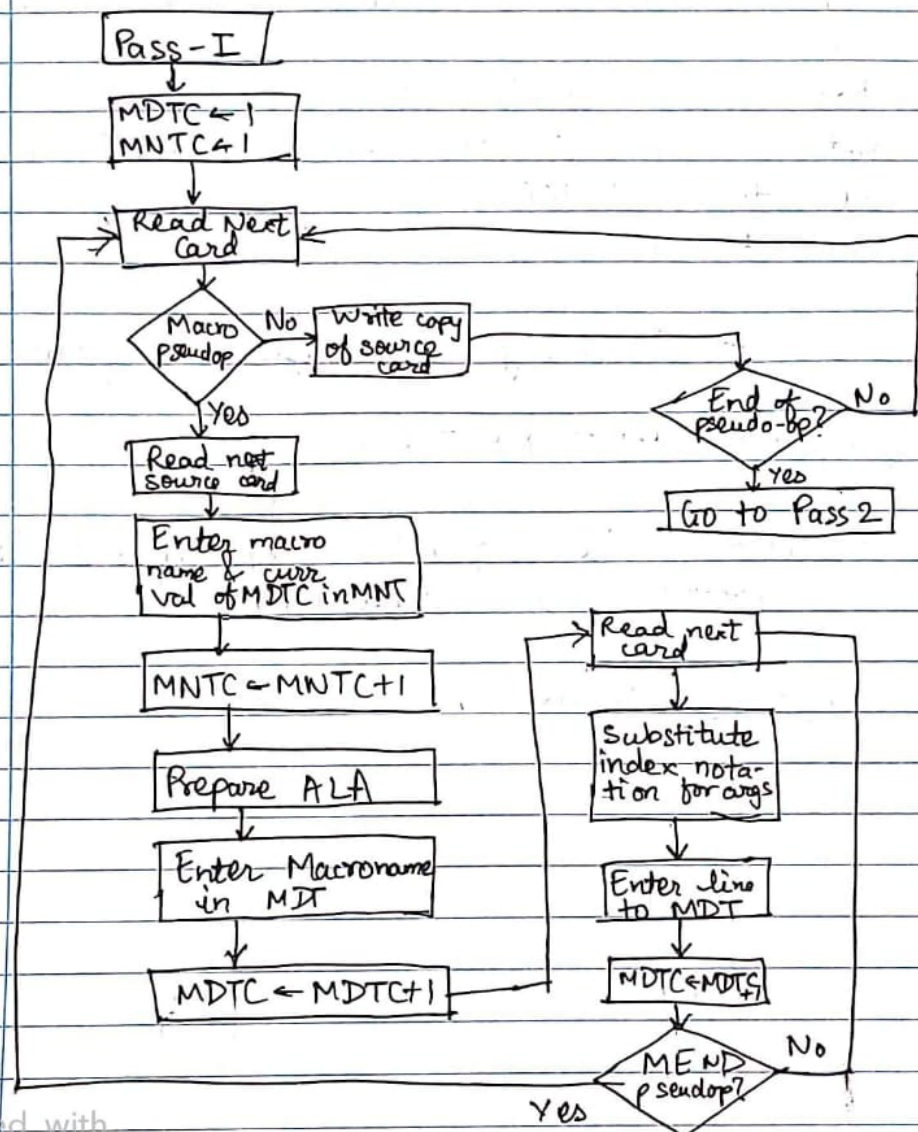 Pass-I
MDTC ← 1
MNTC ← 1
Read Next
Card
Macro
pseudop
No
Write copy
of source
card
End of
pseudo-op?
No
Yes
Go to Pass 2
Yes
Read next
source card
Enter macro
name & curr
val of MDTC in MNT
MNTC ← MNTC+1
Prepare ALA
Enter Macroname
in MDT
MDTC ← MDTC+1
Read next
card
Substitute
index nota-
tion for args
Enter line
to MDT
MDTC ← MDTC
+1
MEND
pseudop?
No
Yes
with